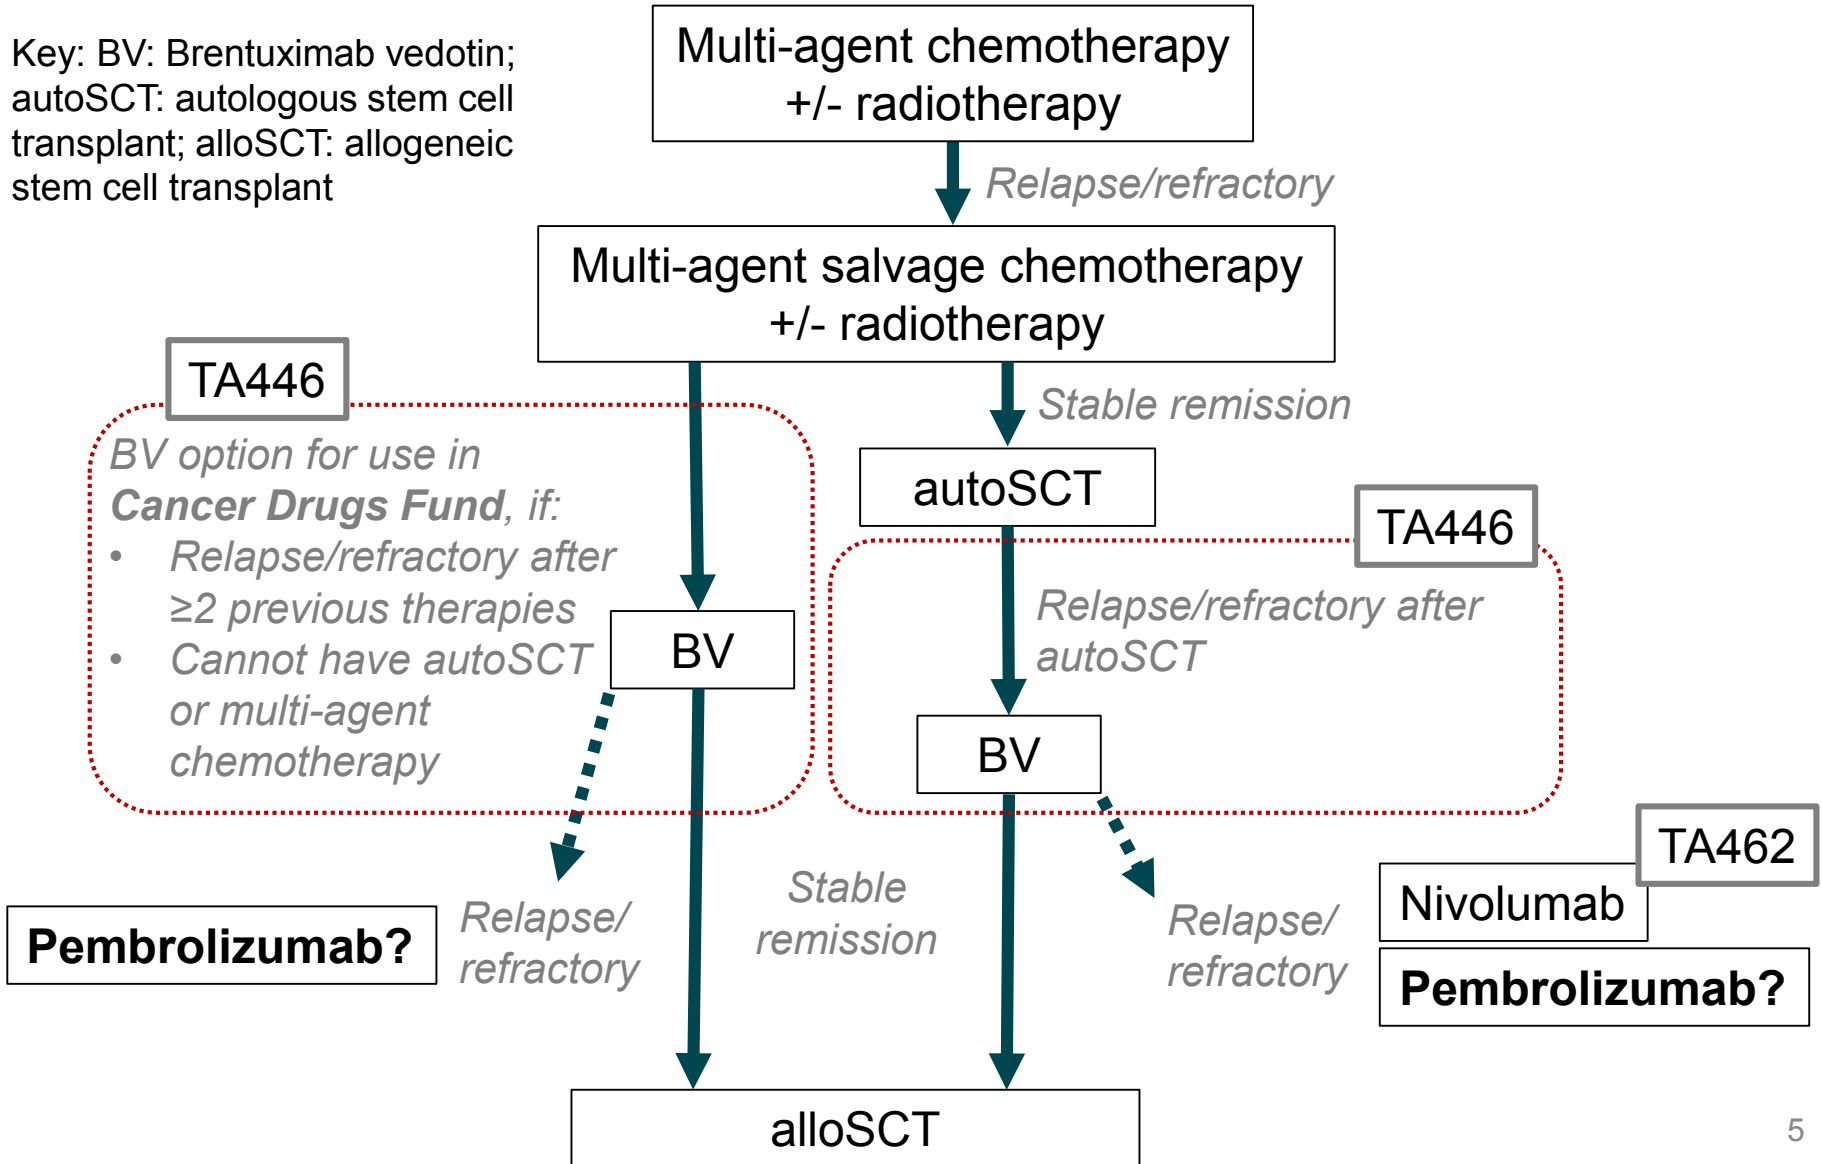 Key: BV: Brentuximab vedotin;
autoSCT: autologous stem cell
transplant; alloSCT: allogeneic
stem cell transplant
Multi-agent chemotherapy
+/- radiotherapy
Relapse/refractory
Multi-agent salvage chemotherapy
+/- radiotherapy
TA446
BV option for use in
Cancer Drugs Fund, if:
• Relapse/refractory after
≥2 previous therapies
• Cannot have autoSCT
or multi-agent
chemotherapy
BV
Stable remission
autoSCT
TA446
Relapse/refractory after
autoSCT
BV
Pembrolizumab?
Relapse/
refractory
Stable
remission
Relapse/
refractory
TA462
Nivolumab
Pembrolizumab?
alloSCT
5